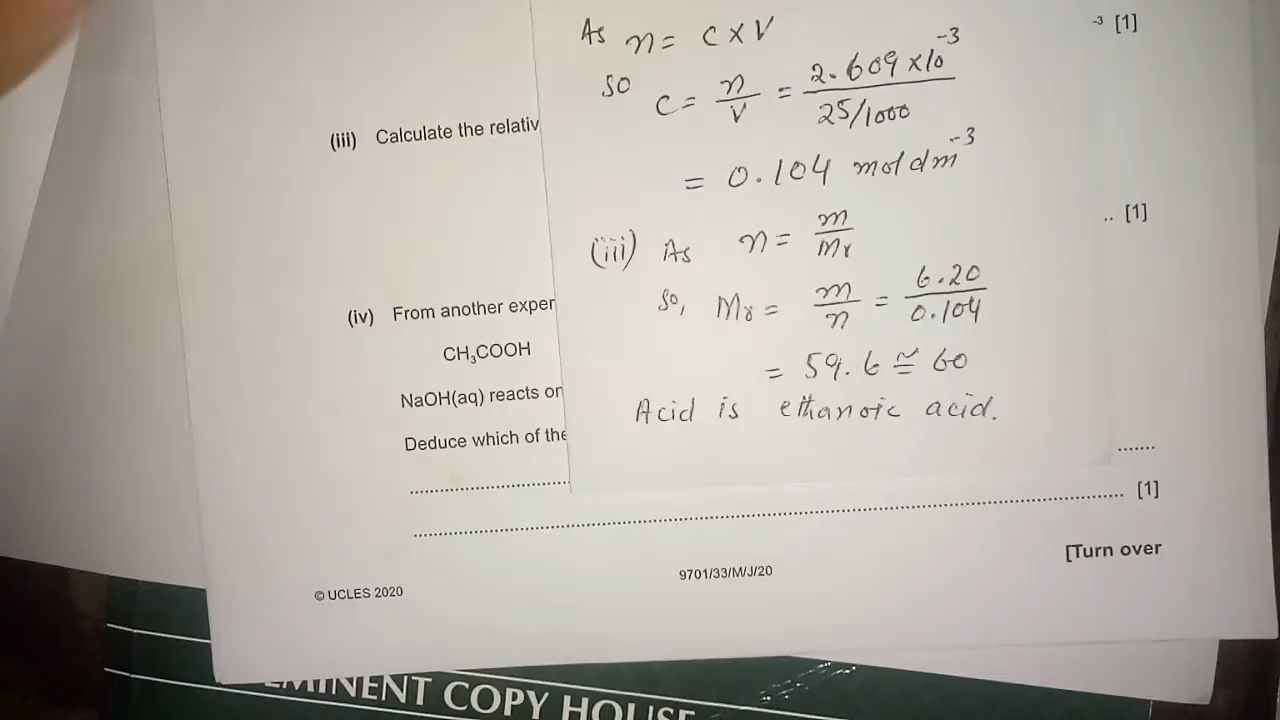 As n = c x V
-3 [1]
so c = n/V = 2.609 x 10^-3 / 25/1000
(iii) Calculate the relativ
= 0.104 mol dm^-3
.. [1]
(iii) As n = m/Mr
so, Mr = m/n = 6.20/0.104
(iv) From another exper
CH₃COOH
= 59.6 ≅ 60
NaOH(aq) reacts on
Acid is ethanoic acid.
Deduce which of the
[1]
[Turn over
© UCLES 2020
9701/33/M/J/20
EMINENT COPY HOUSE